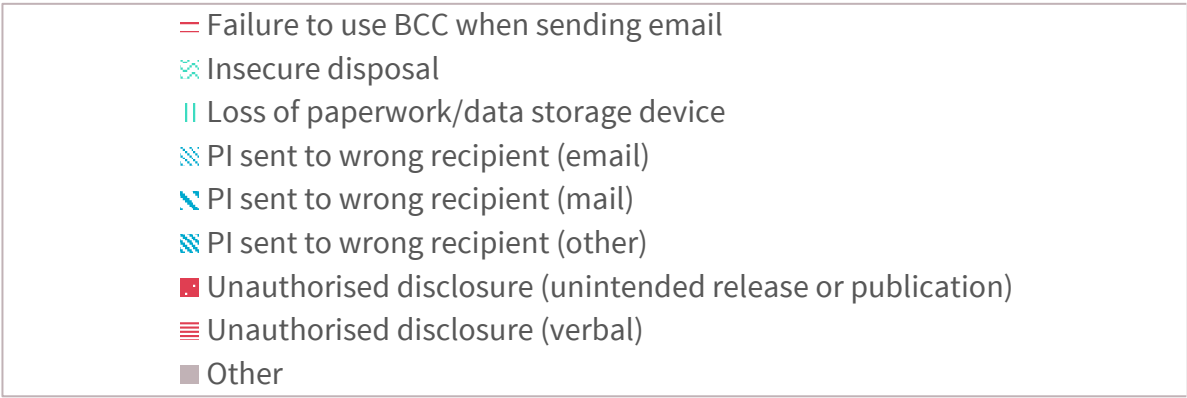 Failure to use BCC when sending email
Insecure disposal
Loss of paperwork/data storage device
PI sent to wrong recipient (email)
PI sent to wrong recipient (mail)
PI sent to wrong recipient (other)
Unauthorised disclosure (unintended release or publication)
Unauthorised disclosure (verbal)
Other